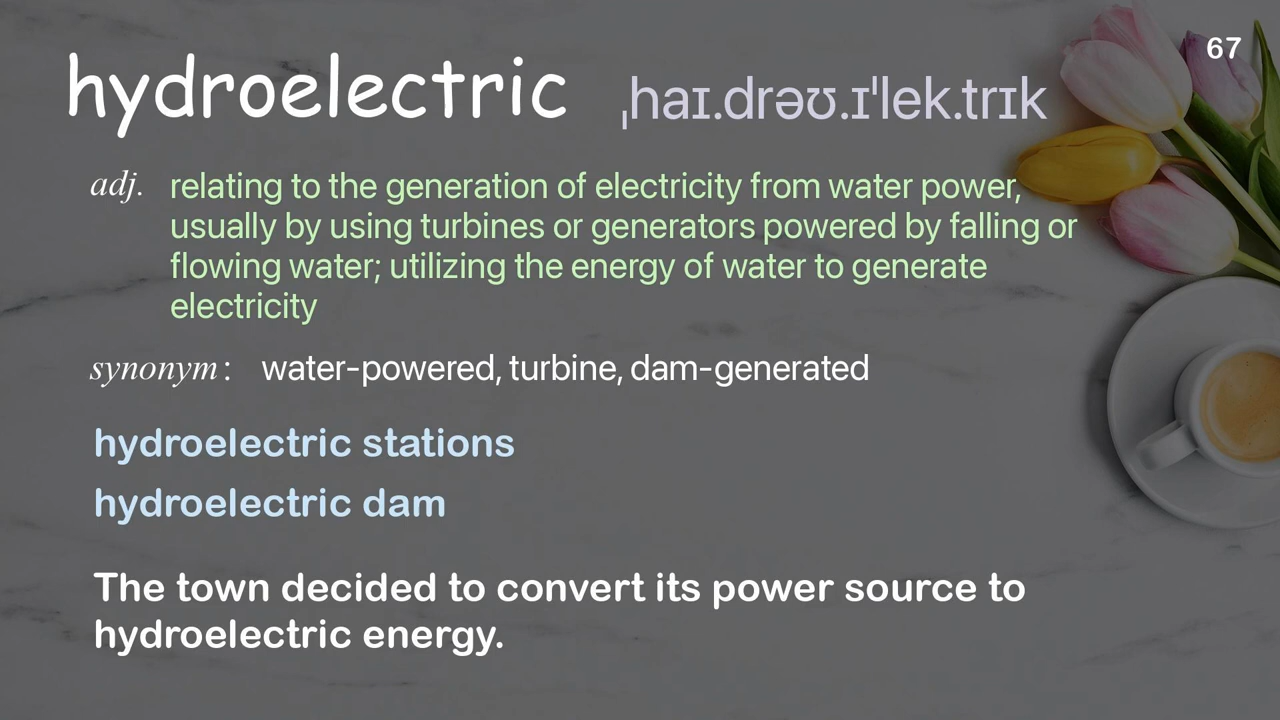 67
hydroelectric ˌhaɪ.drəʊ.ɪˈlek.trɪk
adj. relating to the generation of electricity from water power,
usually by using turbines or generators powered by falling or
flowing water; utilizing the energy of water to generate
electricity
synonym: water-powered, turbine, dam-generated
hydroelectric stations
hydroelectric dam
The town decided to convert its power source to
hydroelectric energy.